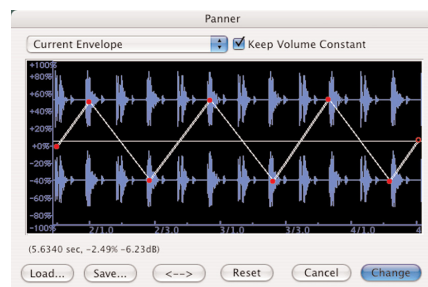 Panner
Current Envelope
Keep Volume Constant
+100%
+80%
+60%
+40%
+20%
+0%
-20%
-40%
-60%
-80%
-100%
2/1.0 2/3.0 3/1.0 3/3.0 4/1.0 4
(5.6340 sec, -2.49% -6.23dB)
Load... Save... <--> Reset Cancel Change